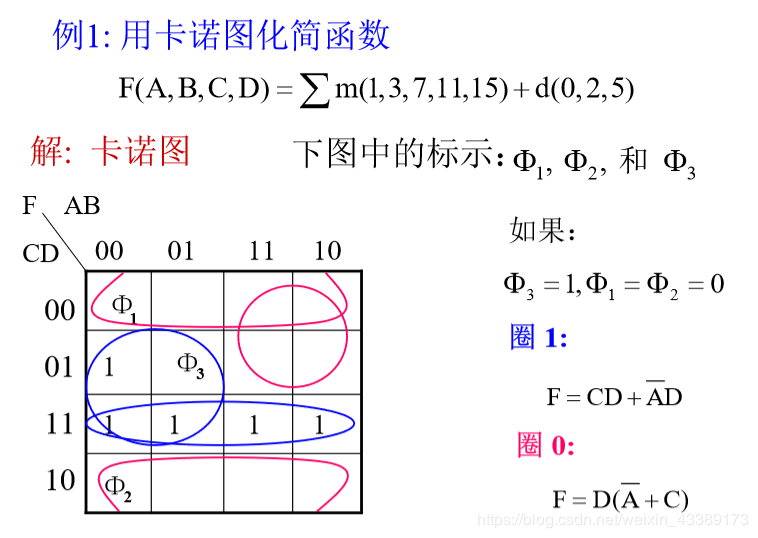 例1: 用卡诺图化简函数
F(A,B,C,D) = ∑m(1,3,7,11,15)+d(0,2,5)
解: 卡诺图
下图中的标示: Φ₁, Φ₂, 和 Φ₃
F AB
CD 00 01 11 10
00 Φ₁
01 1 Φ₃
11 1 1 1 1
10 Φ₂
如果:
Φ₃ = 1, Φ₁ = Φ₂ = 0
圈 1:
F = CD + A̅D
圈 0:
F = D(A̅ + C)
https://blog.csdn.net/weixin_43389173